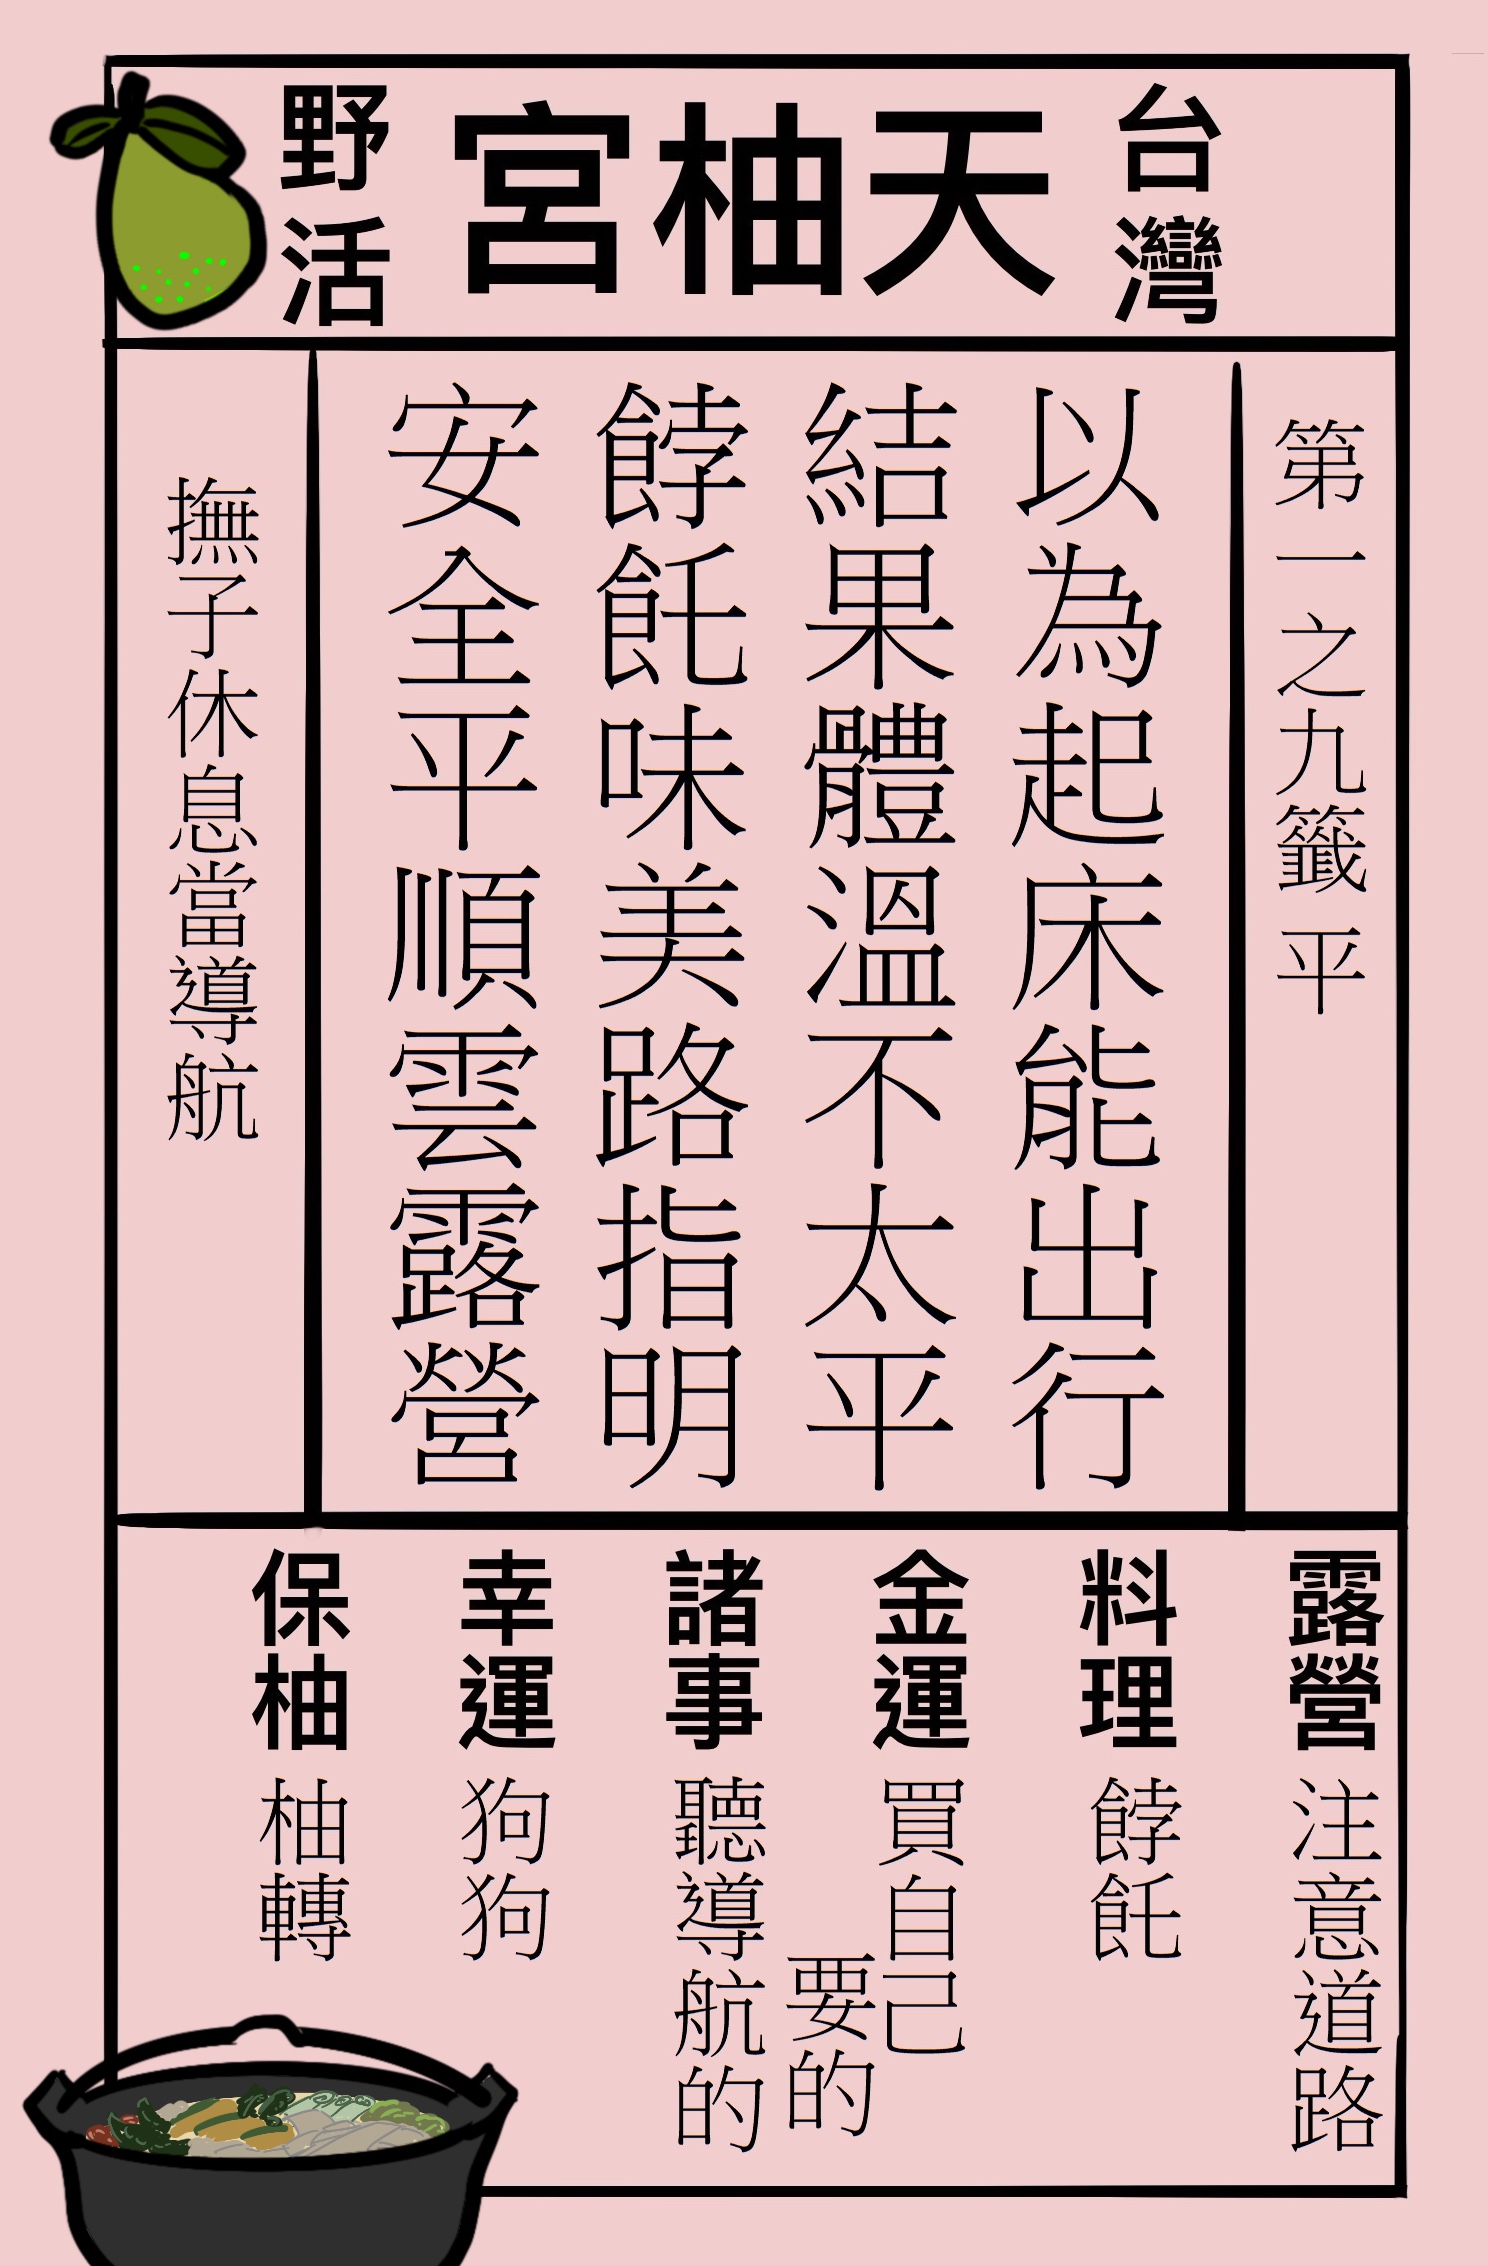 台灣
天柚宮
野活
第一之九籤 平
以為起床能出行
結果體溫不太平
餑飥味美路指明
安全平順雲露營
撫子休息當導航
露營 注意道路
料理 餑飥
金運 買自己
要的
諸事 聽導航的
幸運 狗狗
保柚 柚轉